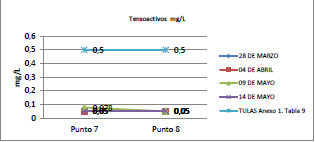 Tensoactivos mg/L
mg/L
0,6
0,5
0,4
0,3
0,2
0,1
0
0,5
0,5
0,078
0,05
0,05
Punto 7
Punto 8
28 DE MARZO
04 DE ABRIL
09 DE MAYO
14 DE MAYO
TULAS Anexo 1. Tabla 9